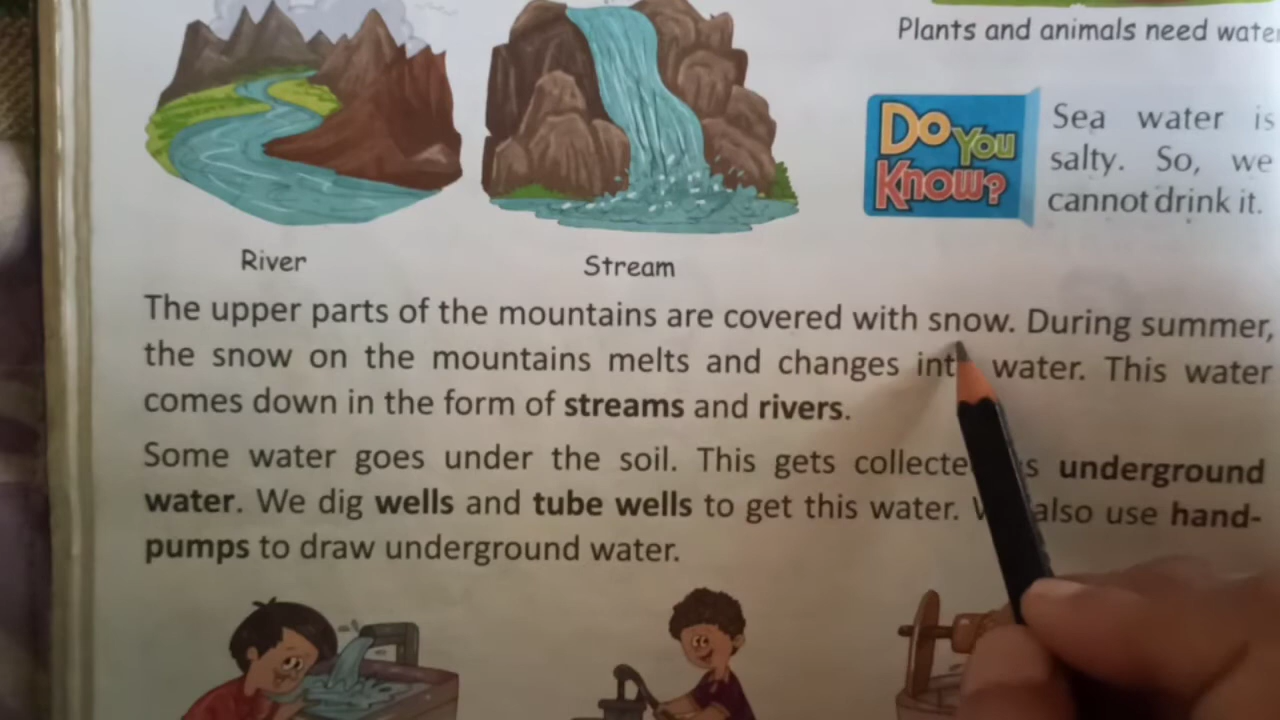 Plants and animals need
Do You
Know?
Sea water is
salty. So, we
cannot drink it.
River
Stream
The upper parts of the mountains are covered with snow. During summer,
the snow on the mountains melts and changes water. This water
comes down in the form of streams and rivers.
Some water goes under the soil. This gets underground
water. We dig wells and tube wells to get this water. also use hand-
pumps to draw underground water.